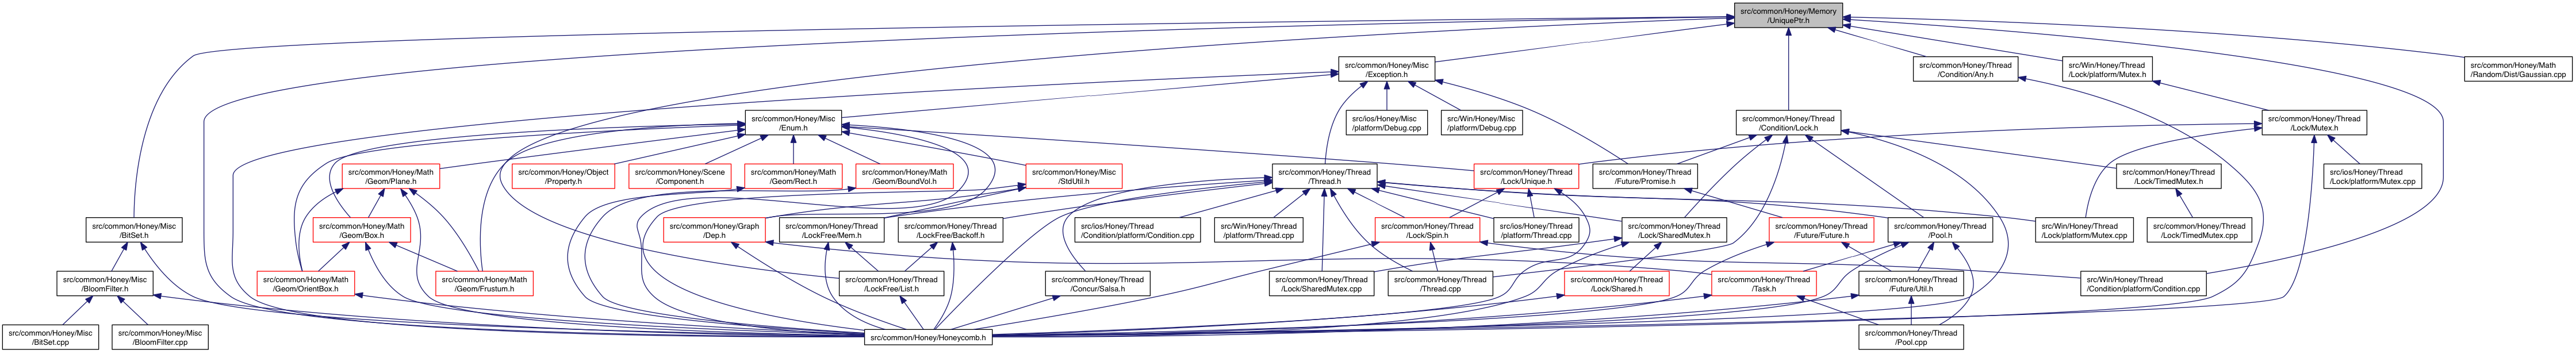 src/common/Honey/Memory
/UniquePtr.h
src/common/Honey/Misc
/Exception.h
src/common/Honey/Thread
/Condition/Any.h
src/Win/Honey/Thread
/Lock/platform/Mutex.h
src/common/Honey/Math
/Random/Dist/Gaussian.cpp
src/common/Honey/Misc
/Enum.h
src/ios/Honey/Misc
/platform/Debug.cpp
src/Win/Honey/Misc
/platform/Debug.cpp
src/common/Honey/Thread
/Condition/Lock.h
src/common/Honey/Thread
/Lock/Mutex.h
src/common/Honey/Math
/Geom/Plane.h
src/common/Honey/Object
/Property.h
src/common/Honey/Scene
/Component.h
src/common/Honey/Math
/Geom/Rect.h
src/common/Honey/Math
/Geom/BoundVol.h
src/common/Honey/Misc
/StdUtil.h
src/common/Honey/Thread
/Thread.h
src/common/Honey/Thread
/Lock/Unique.h
src/common/Honey/Thread
/Future/Promise.h
src/common/Honey/Thread
/Lock/TimedMutex.h
src/ios/Honey/Thread
/Lock/platform/Mutex.cpp
src/common/Honey/Misc
/BitSet.h
src/common/Honey/Math
/Geom/Box.h
src/common/Honey/Graph
/Dep.h
src/common/Honey/Thread
/LockFree/Mem.h
src/common/Honey/Thread
/LockFree/Backoff.h
src/ios/Honey/Thread
/Condition/platform/Condition.cpp
src/Win/Honey/Thread
/platform/Thread.cpp
src/common/Honey/Thread
/Lock/Spin.h
src/ios/Honey/Thread
/platform/Thread.cpp
src/common/Honey/Thread
/Lock/SharedMutex.h
src/common/Honey/Thread
/Future/Future.h
src/common/Honey/Thread
/Pool.h
src/Win/Honey/Thread
/Lock/platform/Mutex.cpp
src/common/Honey/Thread
/Lock/TimedMutex.cpp
src/common/Honey/Misc
/BloomFilter.h
src/common/Honey/Math
/Geom/OrientBox.h
src/common/Honey/Math
/Geom/Frustum.h
src/common/Honey/Thread
/LockFree/List.h
src/common/Honey/Thread
/Concur/Salsa.h
src/common/Honey/Thread
/Lock/SharedMutex.cpp
src/common/Honey/Thread
/Thread.cpp
src/common/Honey/Thread
/Lock/Shared.h
src/common/Honey/Thread
/Task.h
src/common/Honey/Thread
/Future/Util.h
src/Win/Honey/Thread
/Condition/platform/Condition.cpp
src/common/Honey/Misc
/BitSet.cpp
src/common/Honey/Misc
/BloomFilter.cpp
src/common/Honey/Honeycomb.h
src/common/Honey/Thread
/Pool.cpp